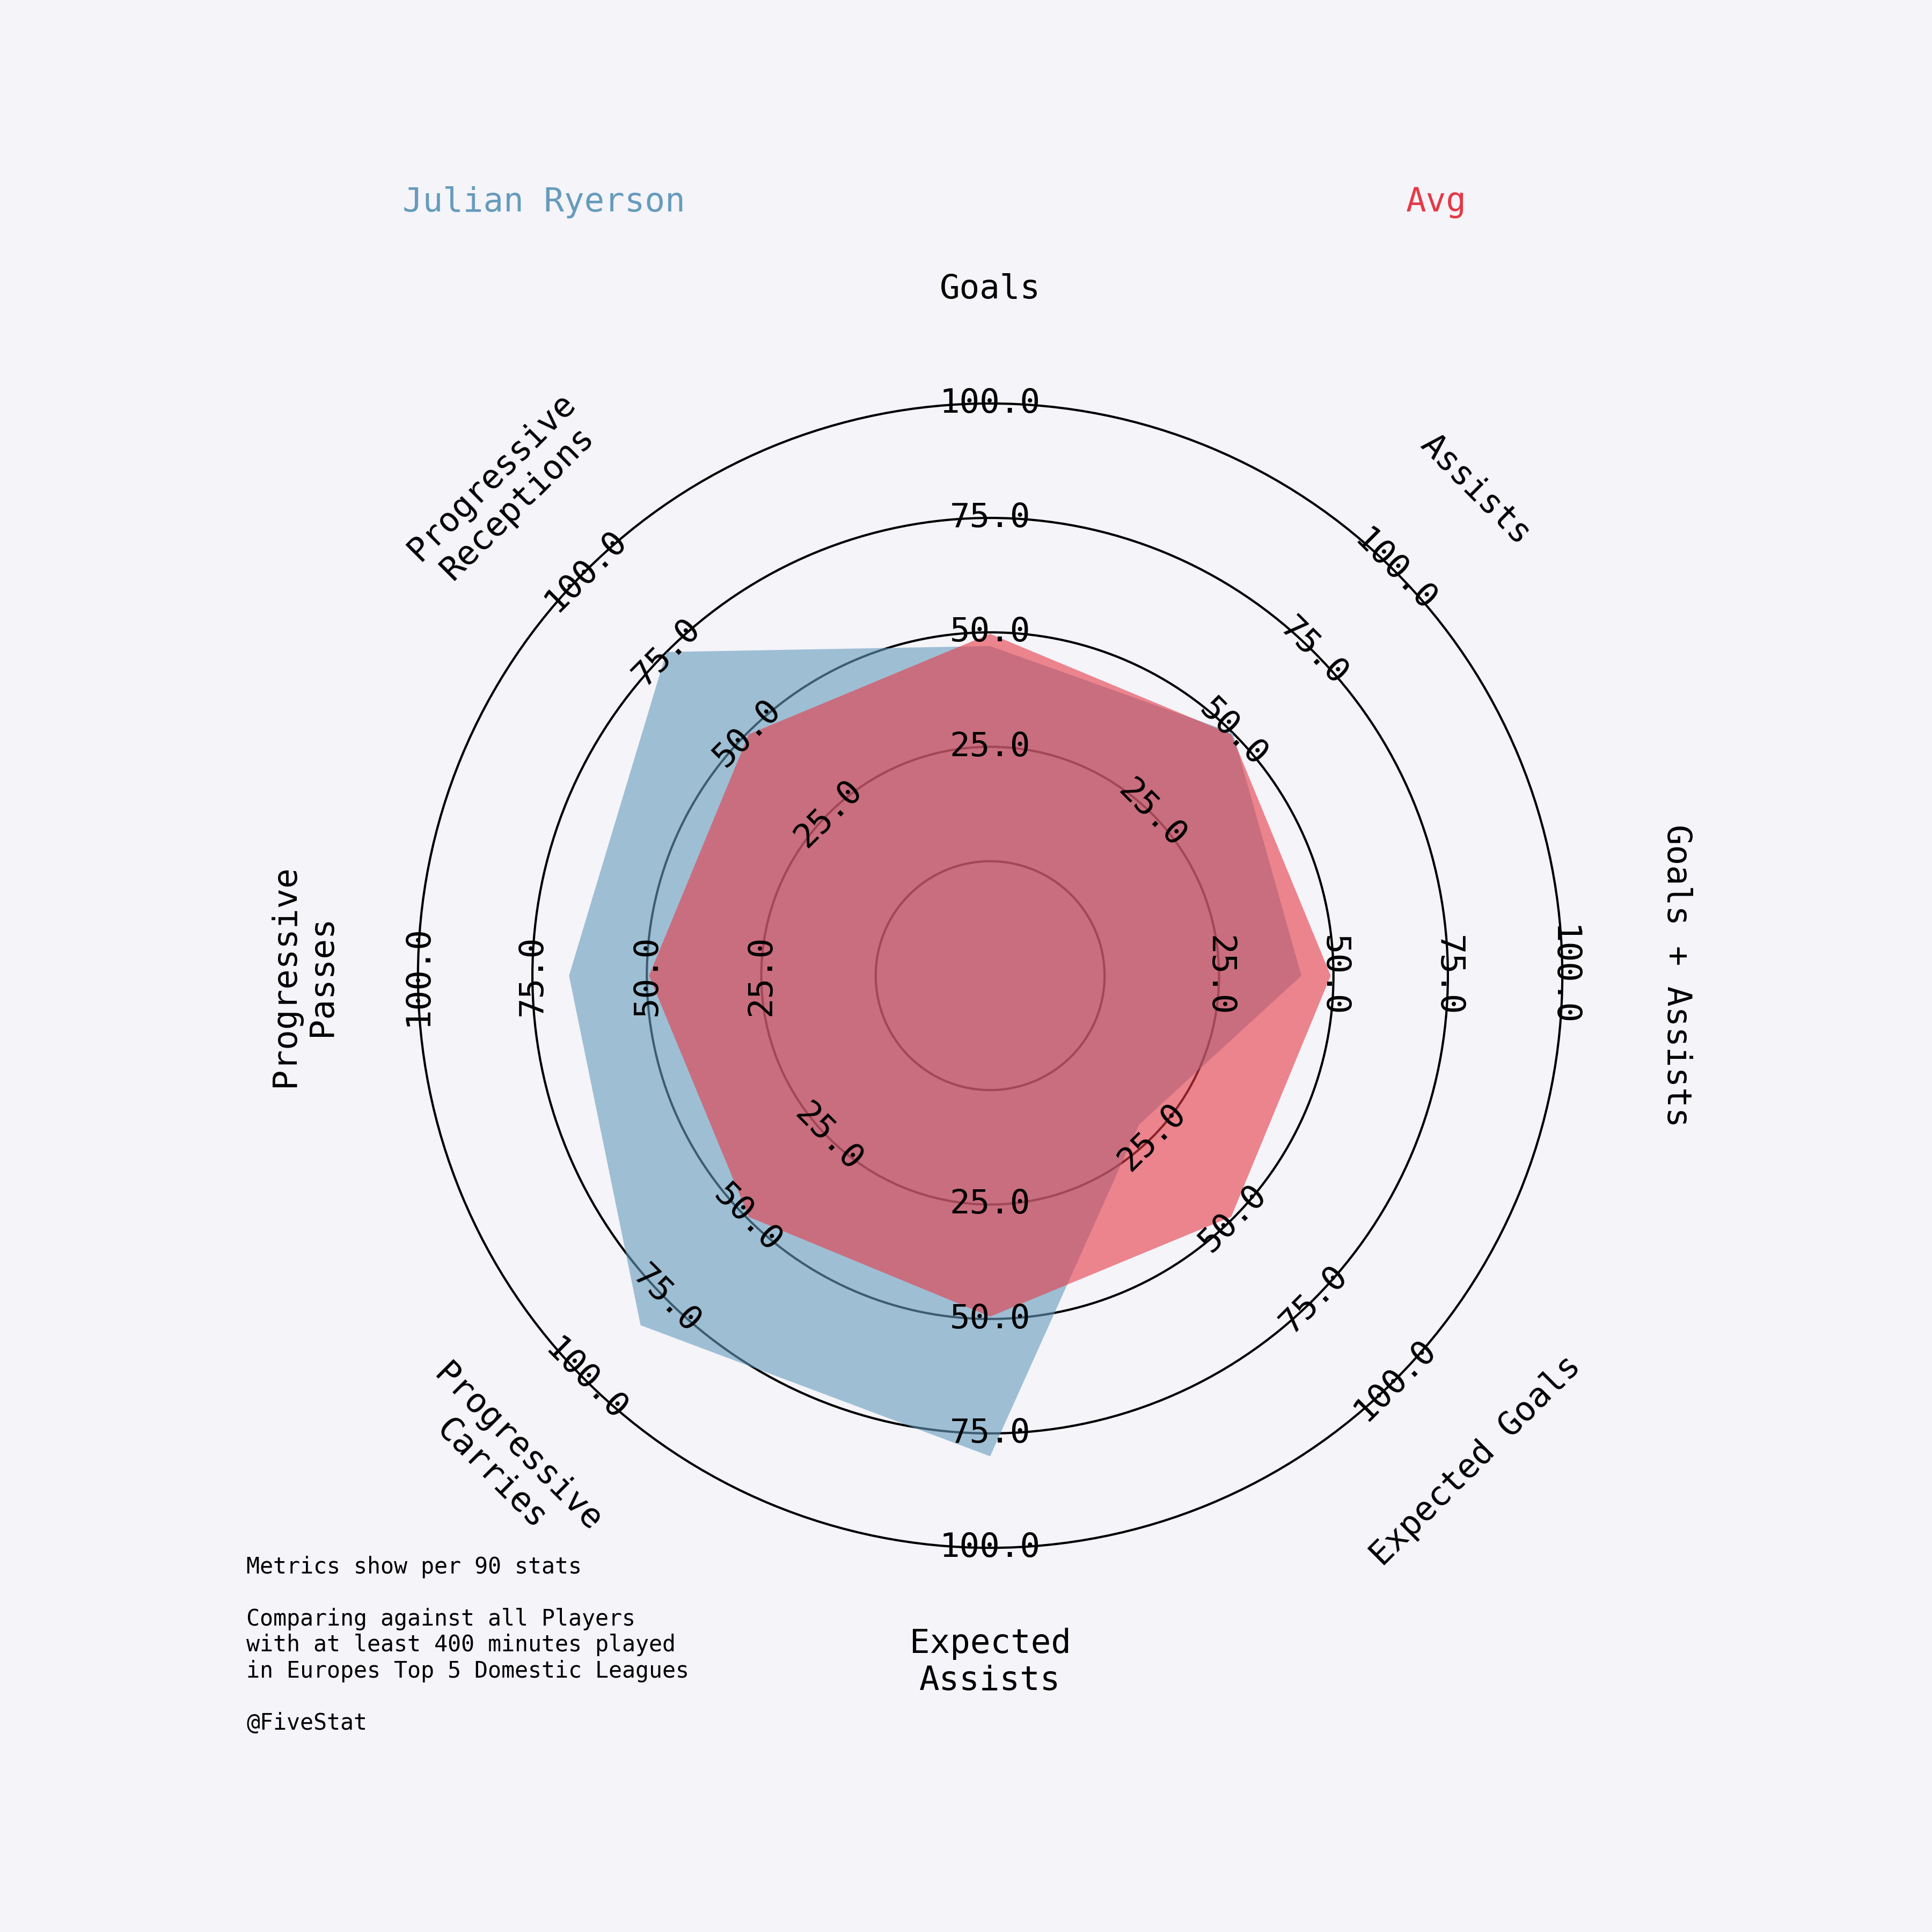 Julian Ryerson
Avg
Goals
Assists
Goals + Assists
Expected Goals
Expected
Assists
Progressive
Carries
Progressive
Passes
Progressive
Receptions
25.0
50.0
75.0
100.0
25.0
50.0
75.0
100.0
25.0
50.0
75.0
100.0
25.0
50.0
75.0
100.0
25.0
50.0
75.0
100.0
25.0
50.0
75.0
100.0
25.0
50.0
75.0
100.0
25.0
50.0
75.0
100.0
Metrics show per 90 stats
Comparing against all Players
with at least 400 minutes played
in Europes Top 5 Domestic Leagues
@FiveStat